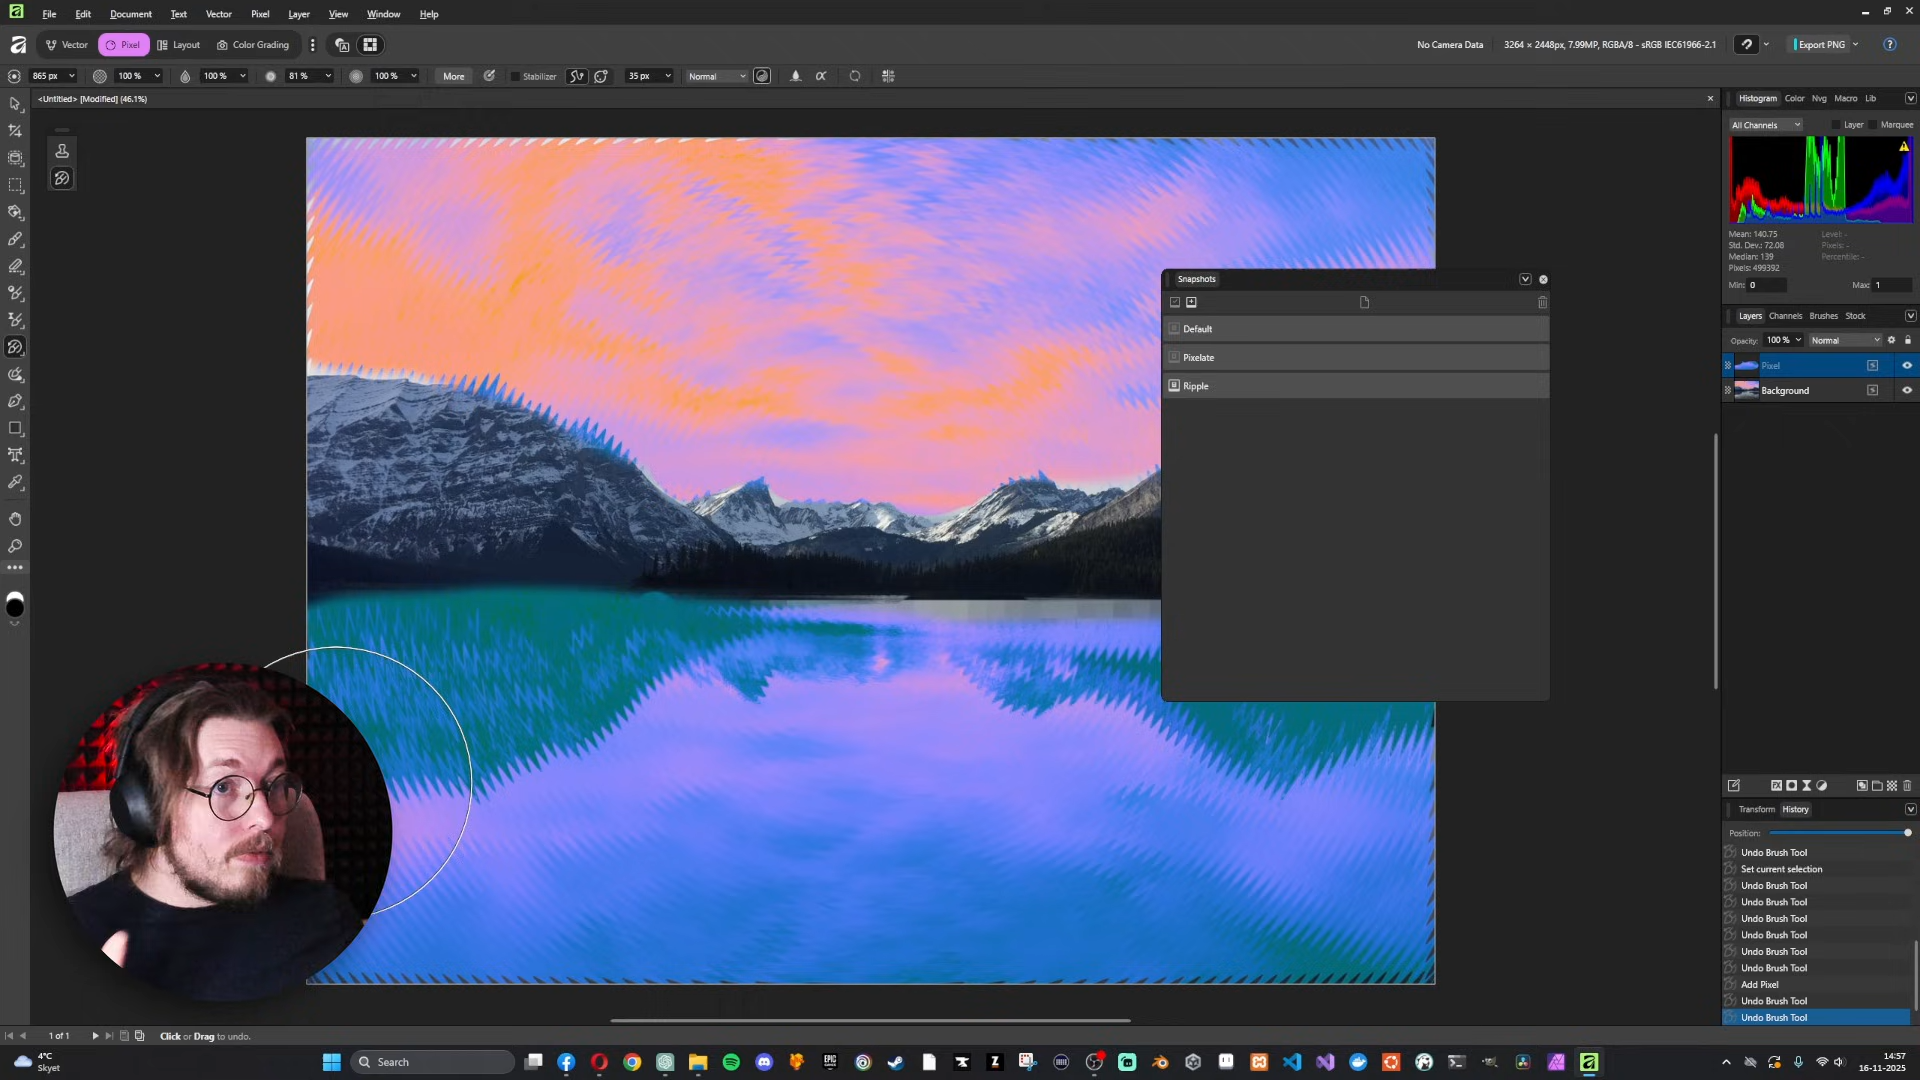 File Edit Document Text Vector Pixel Layer View Window Help
Vector Pixel Layout Color Grading
No Camera Data 3264 × 2448px, 7.99MP, RGBA/8 - sRGB IEC61966-2.1 Export PNG
865 px 100 % 100 % 81 % 100 % More Stabilizer 35 px Normal
<Untitled> [Modified] (46.1%)
Histogram Color Nvg Macro Lib
All Channels Layer Marquee
Mean: 140.75 Level: -
Std. Dev.: 72.08 Pixels: -
Median: 139 Percentile: -
Pixels: 499392
Min: 0 Max: 1
Snapshots
Default
Pixelate
Ripple
Layers Channels Brushes Stock
Opacity: 100 % Normal
Pixel
Background
Transform History
Position:
Undo Brush Tool
Set current selection
Undo Brush Tool
Undo Brush Tool
Undo Brush Tool
Undo Brush Tool
Undo Brush Tool
Undo Brush Tool
Add Pixel
Undo Brush Tool
Undo Brush Tool
1 of 1 Click or Drag to undo.
4°C
Skyet
Search
EPIC
14:57
16-11-2025